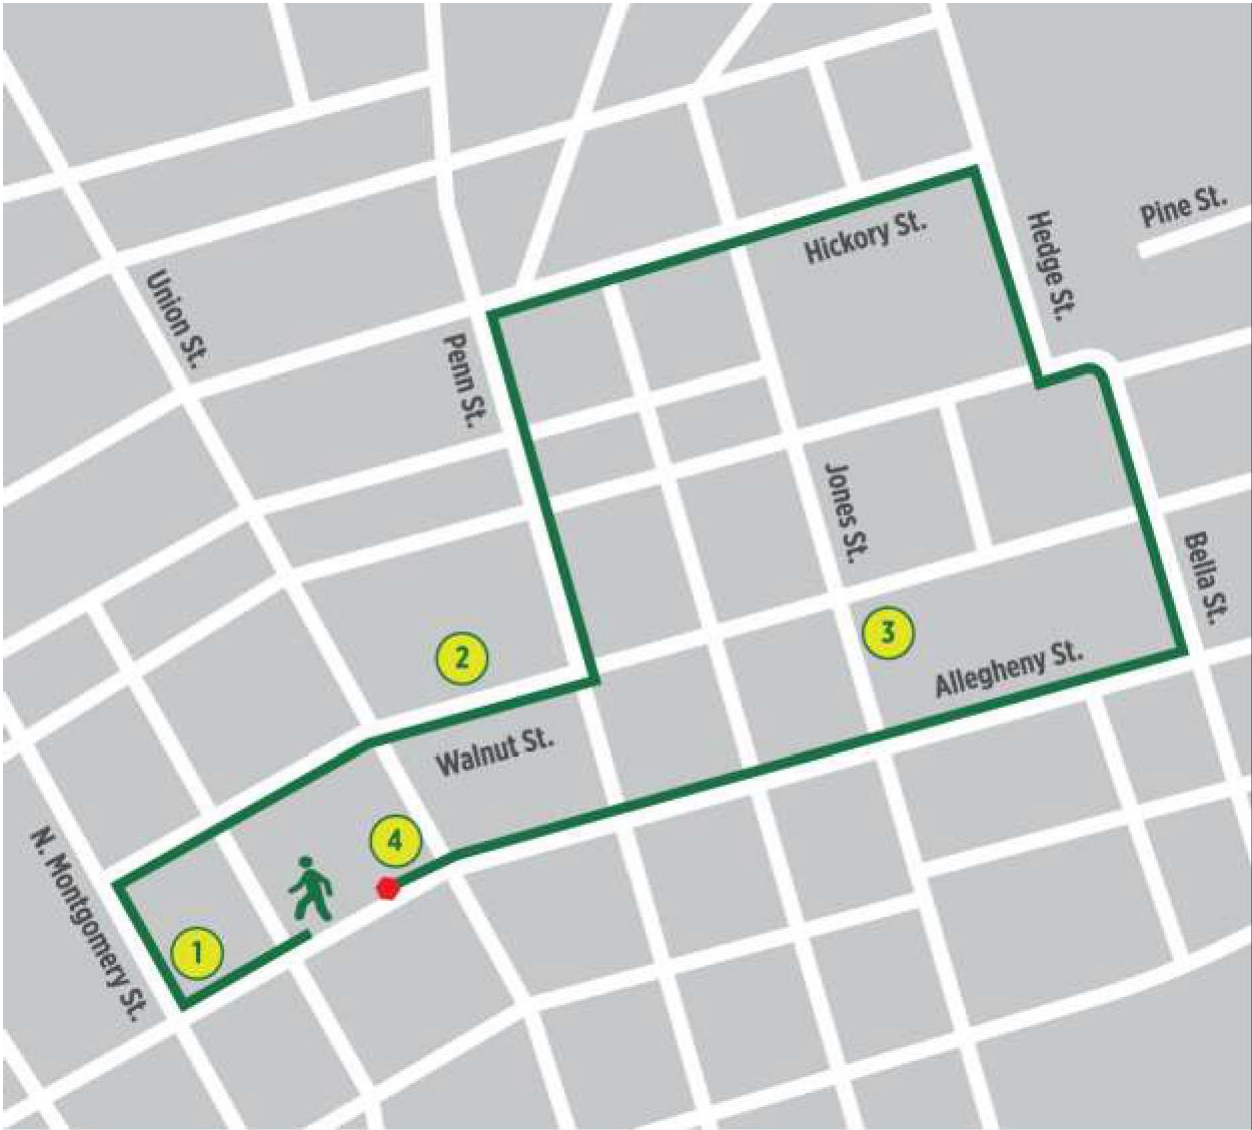 Pine St.
Hickory St.
Hedge St.
Union St.
Penn St.
Jones St.
Bella St.
2
3
Allegheny St.
Walnut St.
4
N. Montgomery St.
1